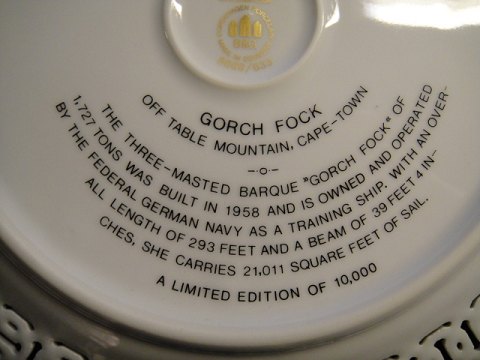 GORCH FOCK
OFF TABLE MOUNTAIN, CAPE-TOWN
-o-
THE THREE-MASTED BARQUE "GORCH FOCK" OF
1,727 TONS WAS BUILT IN 1958 AND IS OWNED AND OPERATED
BY THE FEDERAL GERMAN NAVY AS A TRAINING SHIP. WITH AN OVER-
ALL LENGTH OF 293 FEET AND A BEAM OF 39 FEET 4 IN-
CHES, SHE CARRIES 21,011 SQUARE FEET OF SAIL.
A LIMITED EDITION OF 10,000